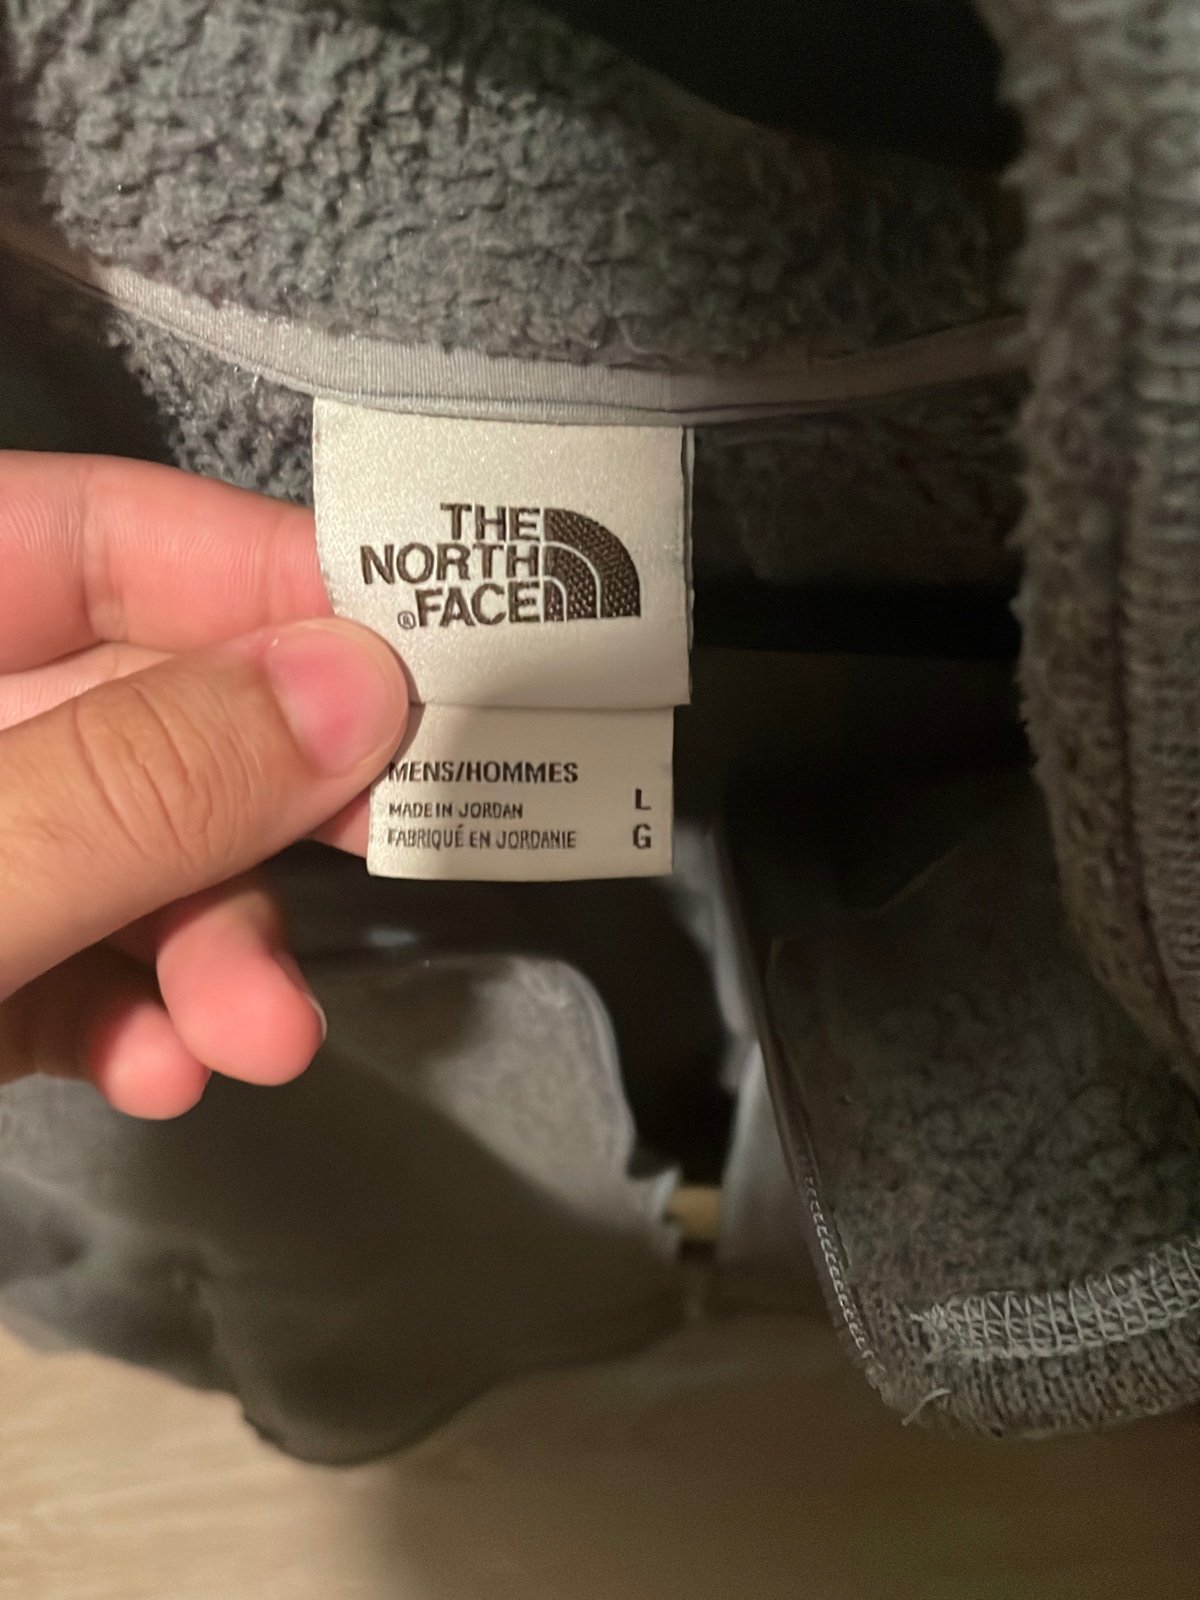 THE
NORTH
®FACE
MENS/HOMMES
MADE IN JORDAN L
FABRIQUÉ EN JORDANIE G